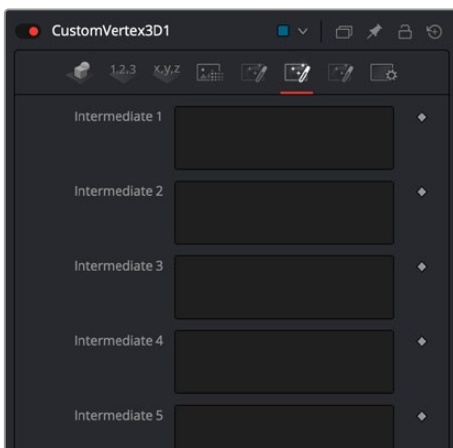 CustomVertex3D1
1,2,3 x,y,z
Intermediate 1
Intermediate 2
Intermediate 3
Intermediate 4
Intermediate 5